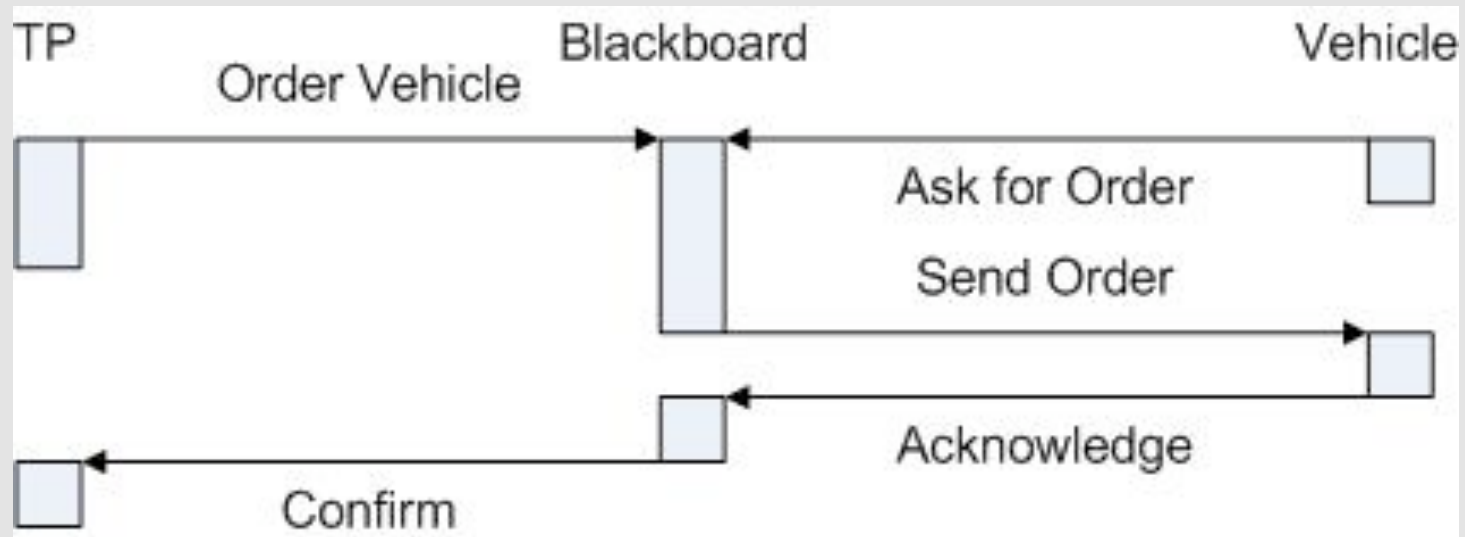 TP
Blackboard
Vehicle
Order Vehicle
Ask for Order
Send Order
Acknowledge
Confirm